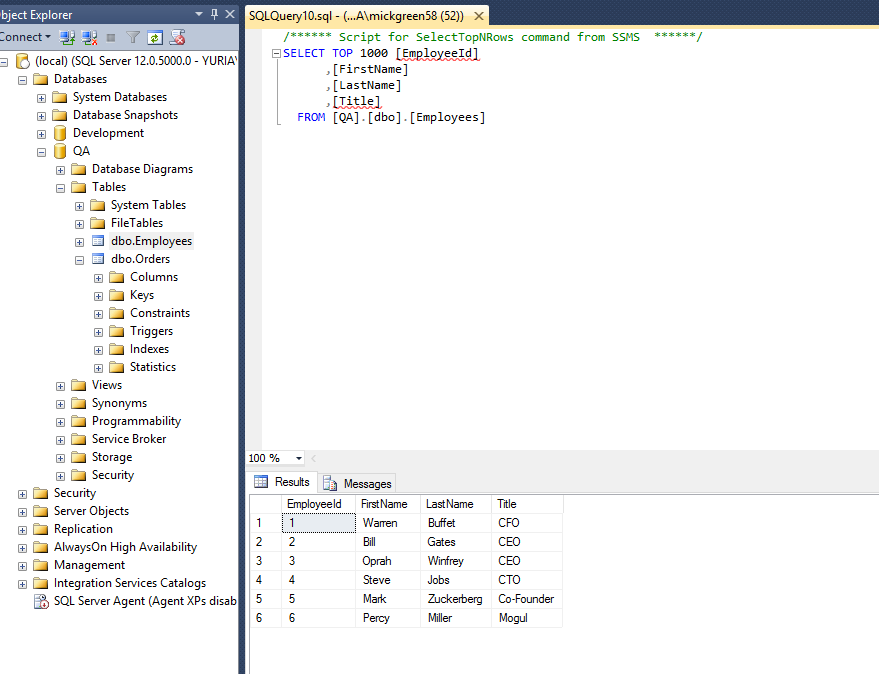 bject Explorer
Connect
(local) (SQL Server 12.0.5000.0 - YURIA\
Databases
System Databases
Database Snapshots
Development
QA
Database Diagrams
Tables
System Tables
FileTables
dbo.Employees
dbo.Orders
Columns
Keys
Constraints
Triggers
Indexes
Statistics
Views
Synonyms
Programmability
Service Broker
Storage
Security
Security
Server Objects
Replication
AlwaysOn High Availability
Management
Integration Services Catalogs
SQL Server Agent (Agent XPs disab
SQLQuery10.sql - (...A\mickgreen58 (52))
/****** Script for SelectTopNRows command from SSMS  ******/
SELECT TOP 1000 [EmployeeId]
,[FirstName]
,[LastName]
,[Title]
FROM [QA].[dbo].[Employees]
100 %
Results Messages
EmployeeId FirstName LastName Title
1 1 Warren Buffet CFO
2 2 Bill Gates CEO
3 3 Oprah Winfrey CEO
4 4 Steve Jobs CTO
5 5 Mark Zuckerberg Co-Founder
6 6 Percy Miller Mogul